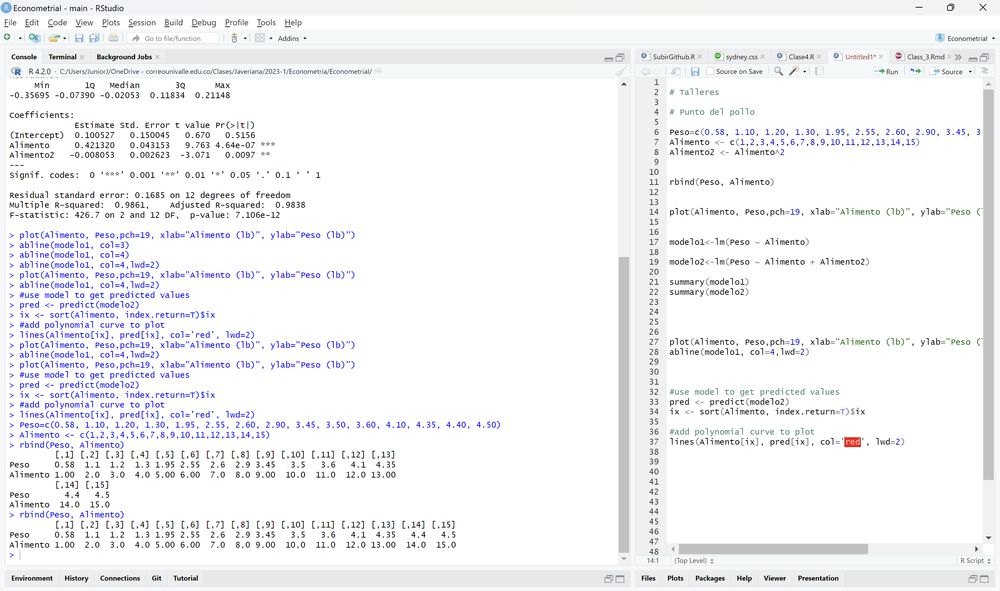 Econometrial - main - RStudio
File Edit Code View Plots Session Build Debug Profile Tools Help
Go to file/function Addins Econometrial
Console Terminal Background Jobs
R 4.2.0 · C:/Users/JuniorJ/OneDrive - correounivalle.edu.co/Clases/Javeriana/2023-1/Econometria/Econometrial/
Min 1Q Median 3Q Max
-0.35695 -0.07390 -0.02053 0.11834 0.21148
Coefficients:
Estimate Std. Error t value Pr(>|t|)
(Intercept) 0.100527 0.150045 0.670 0.5156
Alimento 0.421320 0.043153 9.763 4.64e-07 ***
Alimento2 -0.008053 0.002623 -3.071 0.0097 **
---
Signif. codes: 0 ‘***’ 0.001 ‘**’ 0.01 ‘*’ 0.05 ‘.’ 0.1 ‘ ’ 1
Residual standard error: 0.1685 on 12 degrees of freedom
Multiple R-squared: 0.9861, Adjusted R-squared: 0.9838
F-statistic: 426.7 on 2 and 12 DF, p-value: 7.106e-12
> plot(Alimento, Peso,pch=19, xlab="Alimento (lb)", ylab="Peso (lb)")
> abline(modelo1, col=3)
> abline(modelo1, col=4)
> abline(modelo1, col=4,lwd=2)
> plot(Alimento, Peso,pch=19, xlab="Alimento (lb)", ylab="Peso (lb)")
> abline(modelo1, col=4,lwd=2)
> #use model to get predicted values
> pred <- predict(modelo2)
> ix <- sort(Alimento, index.return=T)$ix
> #add polynomial curve to plot
> lines(Alimento[ix], pred[ix], col='red', lwd=2)
> plot(Alimento, Peso,pch=19, xlab="Alimento (lb)", ylab="Peso (lb)")
> abline(modelo1, col=4,lwd=2)
> plot(Alimento, Peso,pch=19, xlab="Alimento (lb)", ylab="Peso (lb)")
> #use model to get predicted values
> pred <- predict(modelo2)
> ix <- sort(Alimento, index.return=T)$ix
> #add polynomial curve to plot
> lines(Alimento[ix], pred[ix], col='red', lwd=2)
> Peso=c(0.58, 1.10, 1.20, 1.30, 1.95, 2.55, 2.60, 2.90, 3.45, 3.50, 3.60, 4.10, 4.35, 4.40, 4.50)
> Alimento <- c(1,2,3,4,5,6,7,8,9,10,11,12,13,14,15)
> rbind(Peso, Alimento)
[,1] [,2] [,3] [,4] [,5] [,6] [,7] [,8] [,9] [,10] [,11] [,12] [,13]
Peso 0.58 1.1 1.2 1.3 1.95 2.55 2.6 2.9 3.45 3.5 3.6 4.1 4.35
Alimento 1.00 2.0 3.0 4.0 5.00 6.00 7.0 8.0 9.00 10.0 11.0 12.0 13.00
[,14] [,15]
Peso 4.4 4.5
Alimento 14.0 15.0
> rbind(Peso, Alimento)
[,1] [,2] [,3] [,4] [,5] [,6] [,7] [,8] [,9] [,10] [,11] [,12] [,13] [,14] [,15]
Peso 0.58 1.1 1.2 1.3 1.95 2.55 2.6 2.9 3.45 3.5 3.6 4.1 4.35 4.4 4.5
Alimento 1.00 2.0 3.0 4.0 5.00 6.00 7.0 8.0 9.00 10.0 11.0 12.0 13.00 14.0 15.0
>
Environment History Connections Git Tutorial
SubirGithub.R sydney.css Clase4.R Untitled1* Class_3.Rmd
Source on Save Run Source
1
2 # Talleres
3
4 # Punto del pollo
5
6 Peso=c(0.58, 1.10, 1.20, 1.30, 1.95, 2.55, 2.60, 2.90, 3.45, 3
7 Alimento <- c(1,2,3,4,5,6,7,8,9,10,11,12,13,14,15)
8 Alimento2 <- Alimento^2
9
10
11 rbind(Peso, Alimento)
12
13
14 plot(Alimento, Peso,pch=19, xlab="Alimento (lb)", ylab="Peso (
15
16
17 modelo1<-lm(Peso ~ Alimento)
18
19 modelo2<-lm(Peso ~ Alimento + Alimento2)
20
21 summary(modelo1)
22 summary(modelo2)
23
24
25
26
27 plot(Alimento, Peso,pch=19, xlab="Alimento (lb)", ylab="Peso (
28 abline(modelo1, col=4,lwd=2)
29
30
31
32 #use model to get predicted values
33 pred <- predict(modelo2)
34 ix <- sort(Alimento, index.return=T)$ix
35
36 #add polynomial curve to plot
37 lines(Alimento[ix], pred[ix], col='red', lwd=2)
38
39
40
41
42
43
44
45
46
47
48
14:1 (Top Level) R Script
Files Plots Packages Help Viewer Presentation